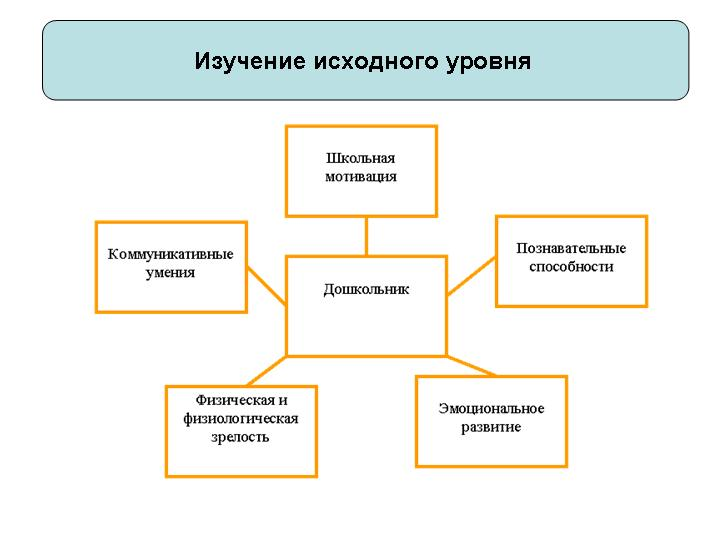 Изучение исходного уровня
Школьная
мотивация
Коммуникативные
умения
Познавательные
способности
Дошкольник
Физическая и
физиологическая
зрелость
Эмоциональное
развитие